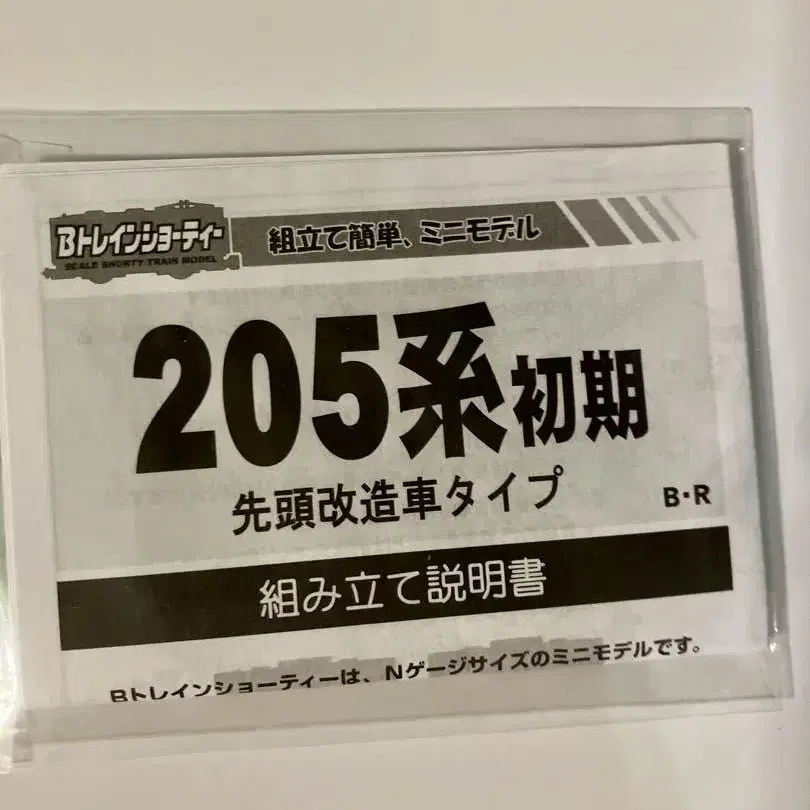 Bトレインショーティー
SCALE SHORTY TRAIN MODEL
組立て簡単、ミニモデル
205系初期
先頭改造車タイプ
B・R
組み立て説明書
Bトレインショーティーは、Nゲージサイズのミニモデルです。